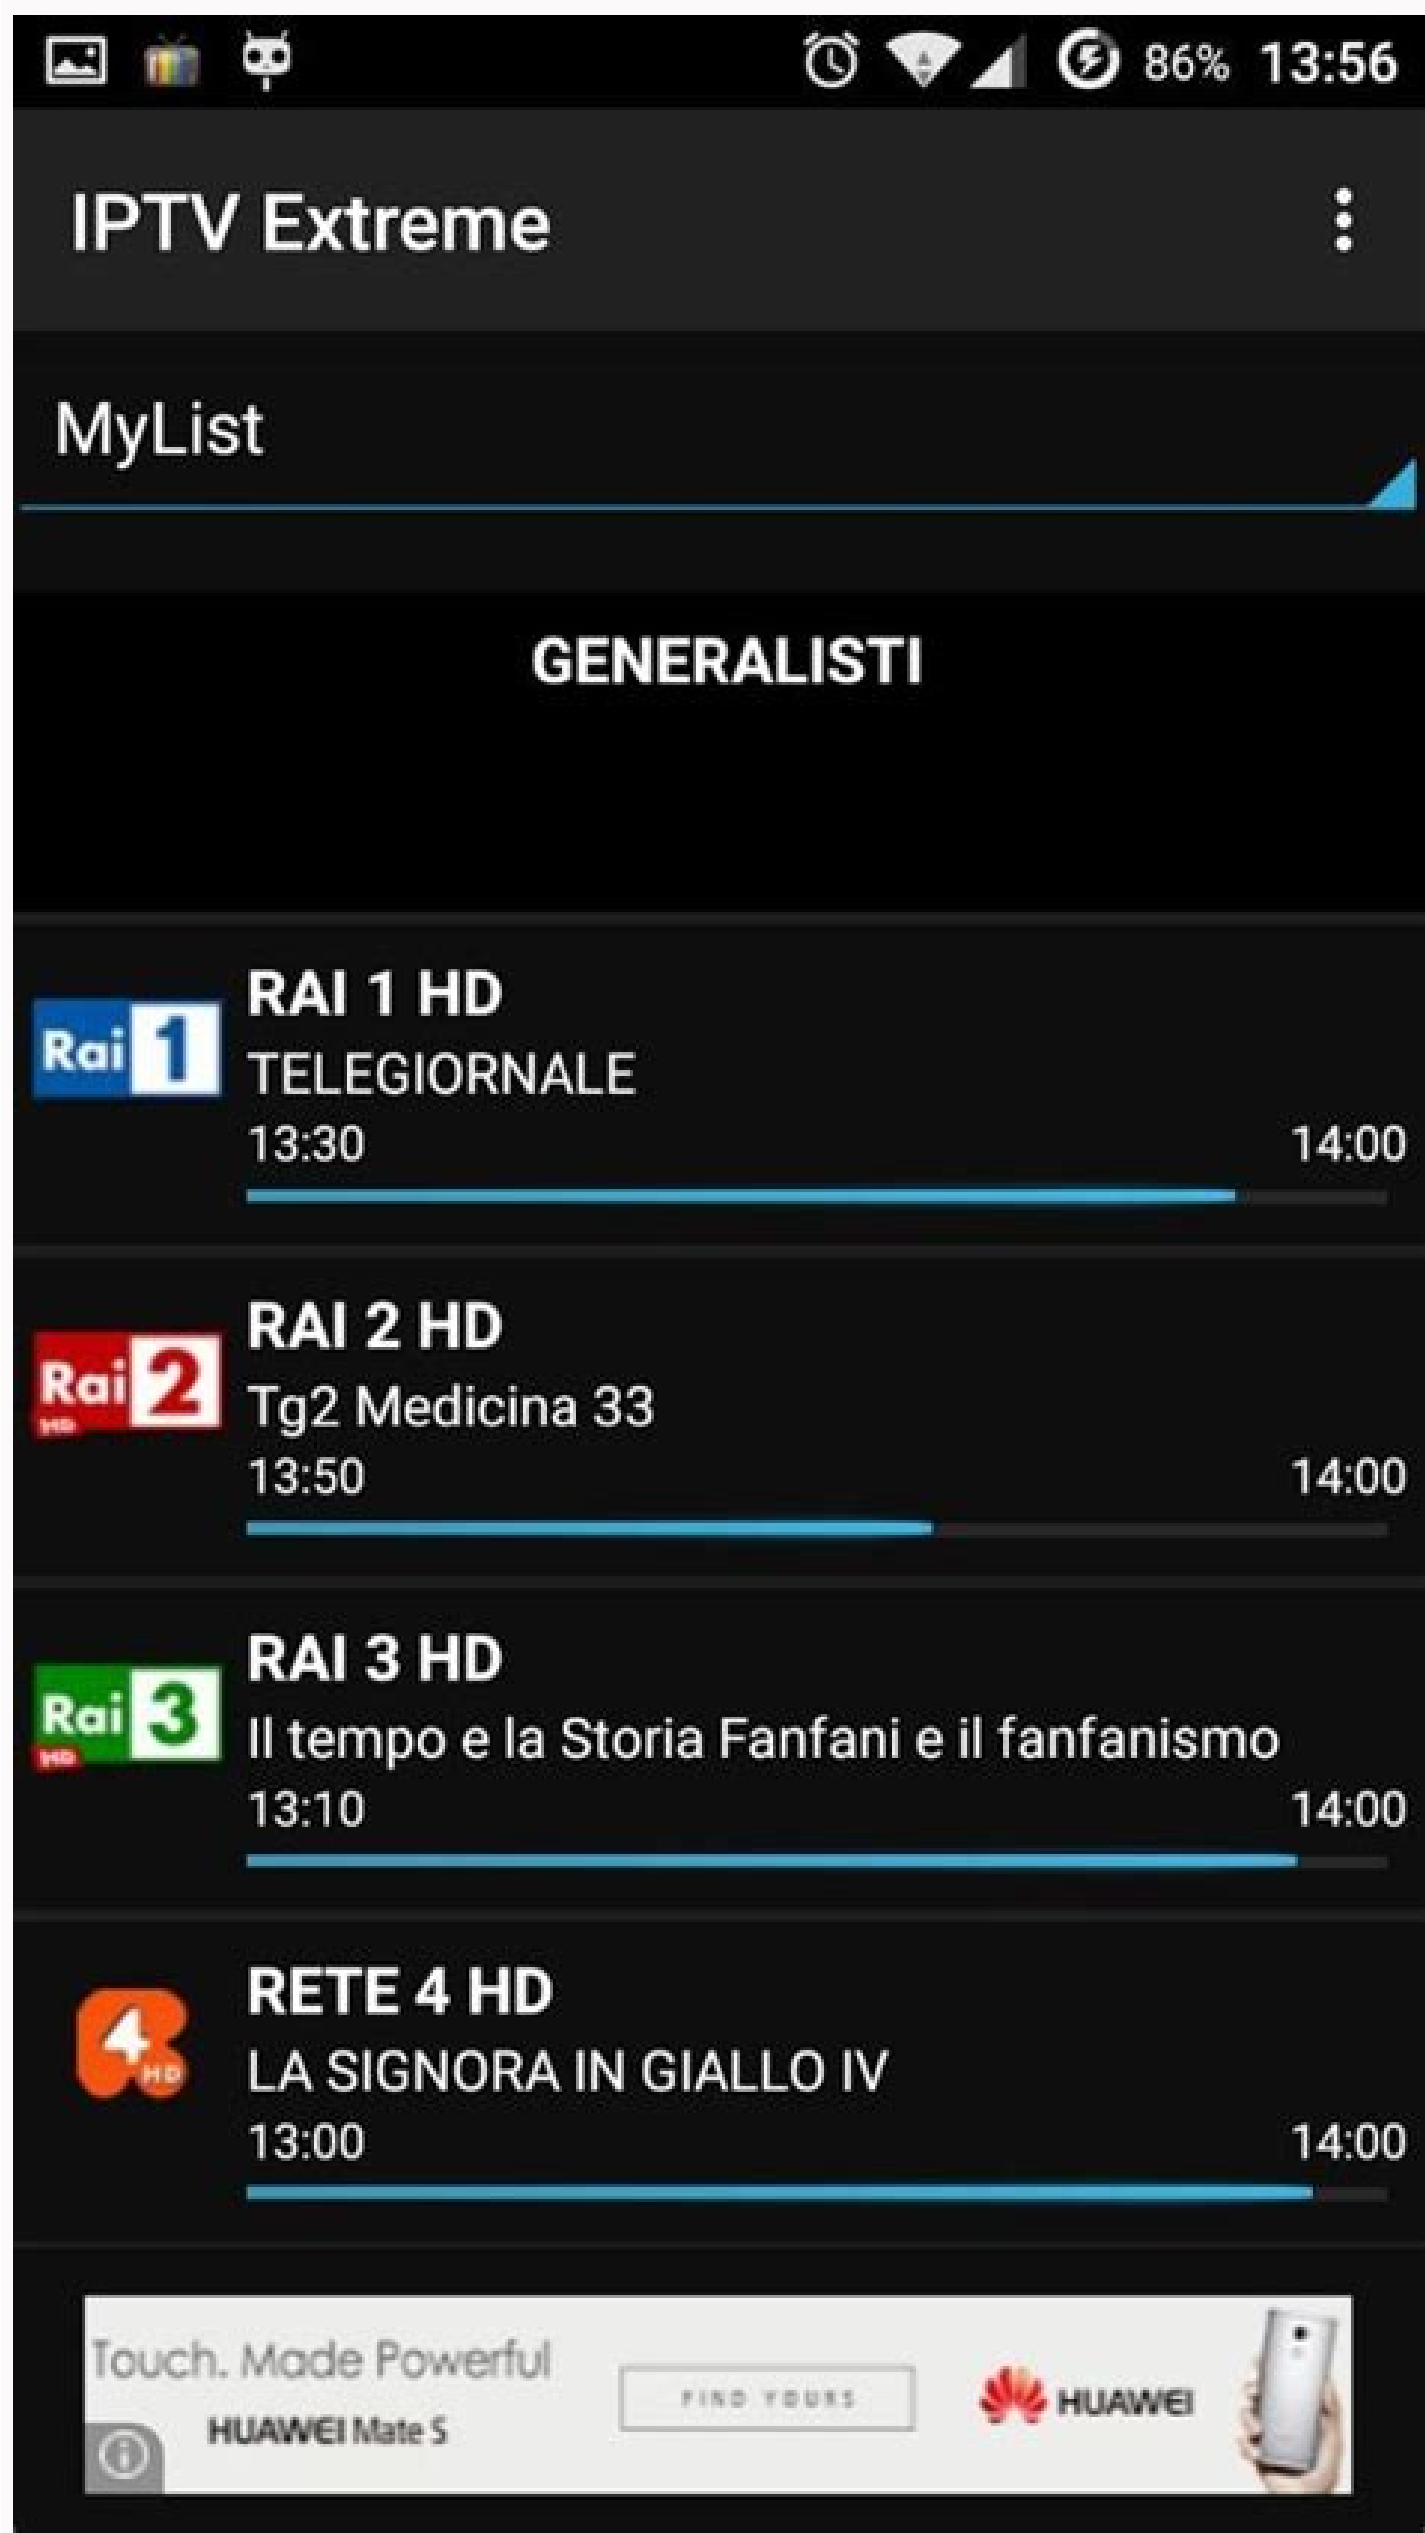 86% 13:56
IPTV Extreme
MyList
GENERALISTI
Rai 1
RAI 1 HD
TELEGIORNALE
13:30 14:00
Rai 2
HD
RAI 2 HD
Tg2 Medicina 33
13:50 14:00
Rai 3
HD
RAI 3 HD
Il tempo e la Storia Fanfani e il fanfanismo
13:10 14:00
4
HD
RETE 4 HD
LA SIGNORA IN GIALLO IV
13:00 14:00
Touch. Made Powerful
HUAWEI Mate S
FIND YOURS
HUAWEI